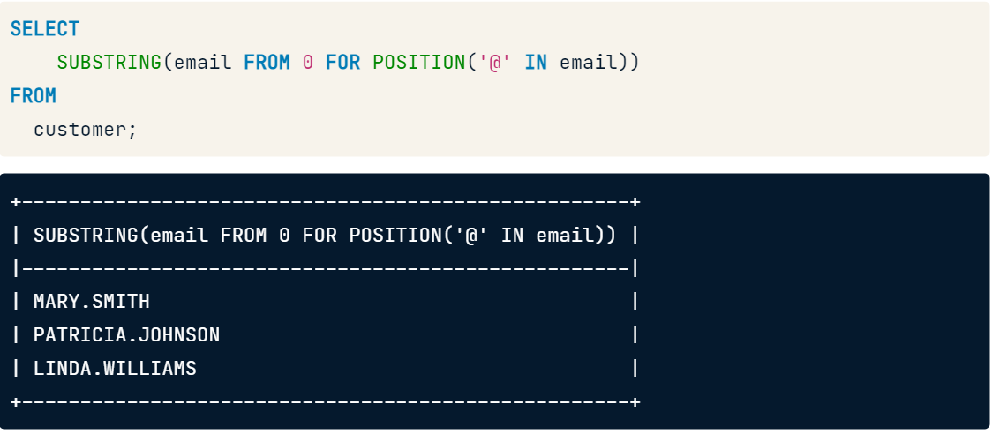 SELECT
    SUBSTRING(email FROM 0 FOR POSITION('@' IN email))
FROM
  customer;
+----------------------------------------------------+
| SUBSTRING(email FROM 0 FOR POSITION('@' IN email)) |
|----------------------------------------------------|
| MARY.SMITH                                         |
| PATRICIA.JOHNSON                                   |
| LINDA.WILLIAMS                                     |
+----------------------------------------------------+